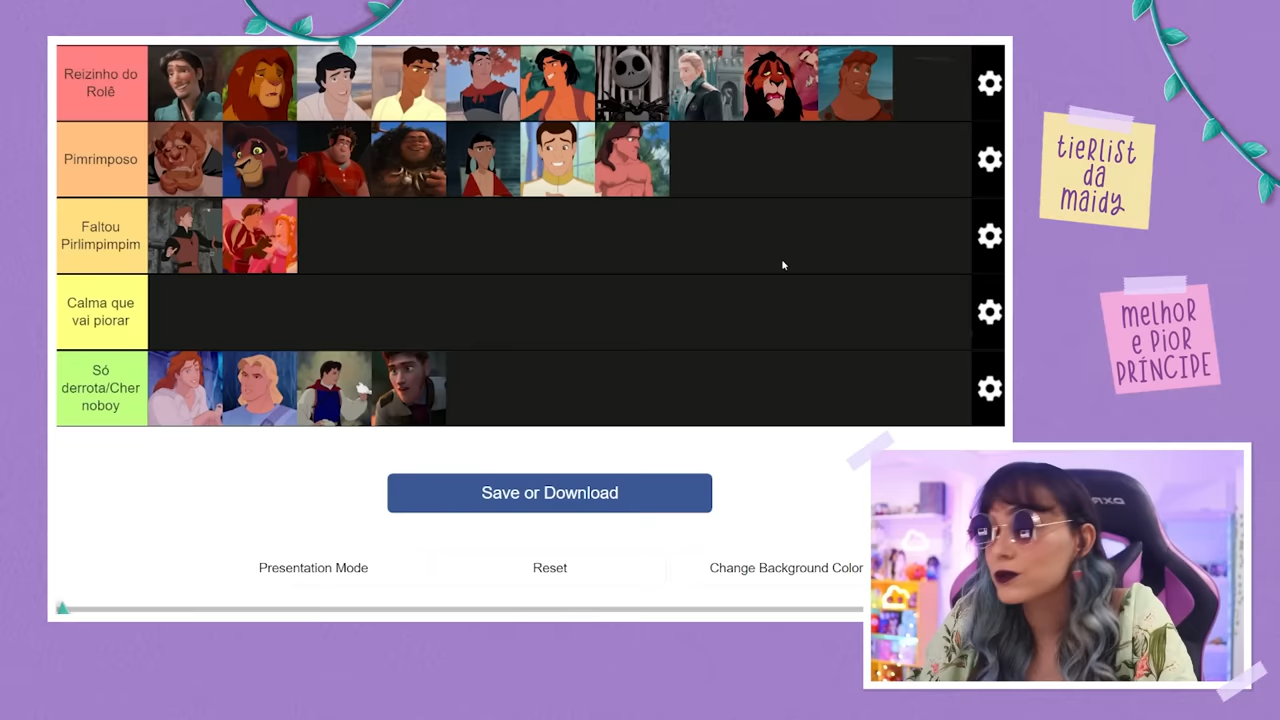 Reizinho do
Rolê
Pimrimposo
Faltou
Pirlimpimpim
Calma que
vai piorar
Só
derrota/Cher
noboy
Save or Download
Presentation Mode
Reset
Change Background Color
tierlist
da
maidy
melhor
e pior
príncipe